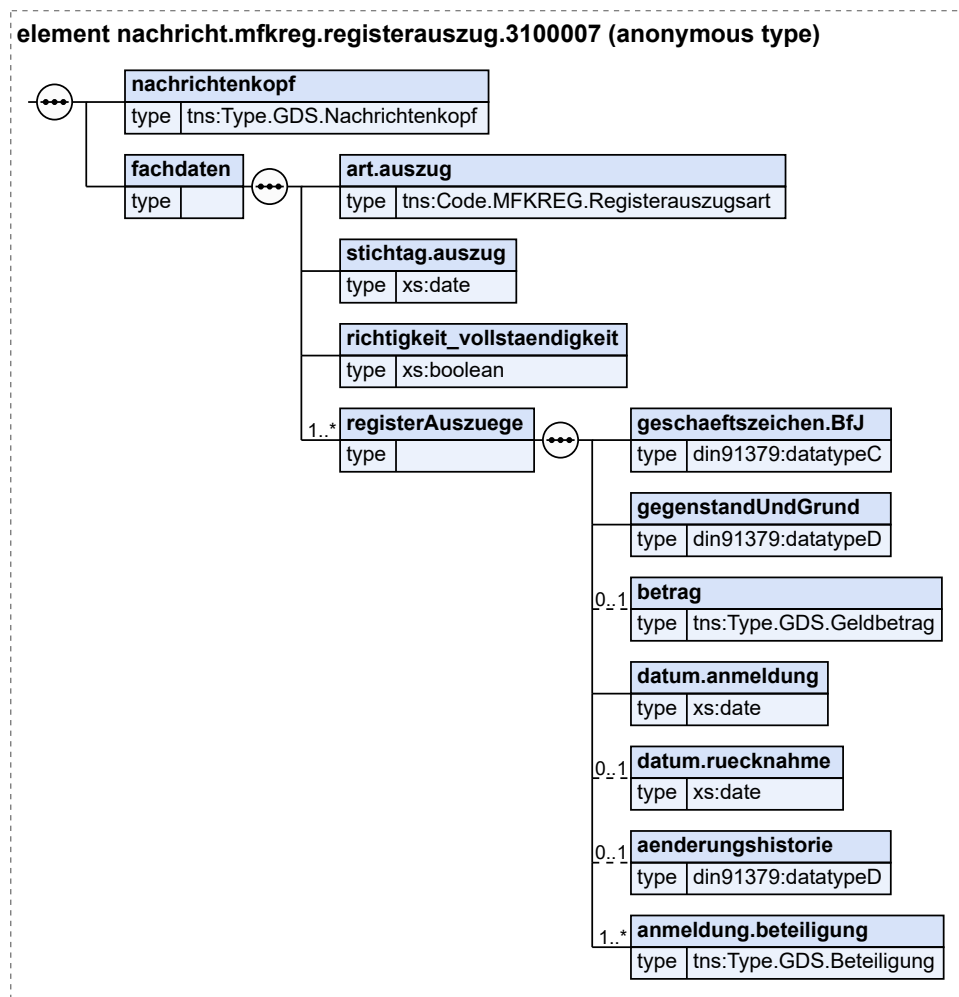 element nachricht.mfkreg.registerauszug.3100007 (anonymous type)
nachrichtenkopf
type tns:Type.GDS.Nachrichtenkopf
fachdaten
type
art.auszug
type tns:Code.MFKREG.Registerauszugsart
stichtag.auszug
type xs:date
richtigkeit_vollstaendigkeit
type xs:boolean
1..* registerAuszuege
type
geschaeftszeichen.BfJ
type din91379:datatypeC
gegenstandUndGrund
type din91379:datatypeD
0..1 betrag
type tns:Type.GDS.Geldbetrag
datum.anmeldung
type xs:date
0..1 datum.ruecknahme
type xs:date
0..1 aenderungshistorie
type din91379:datatypeD
1..* anmeldung.beteiligung
type tns:Type.GDS.Beteiligung